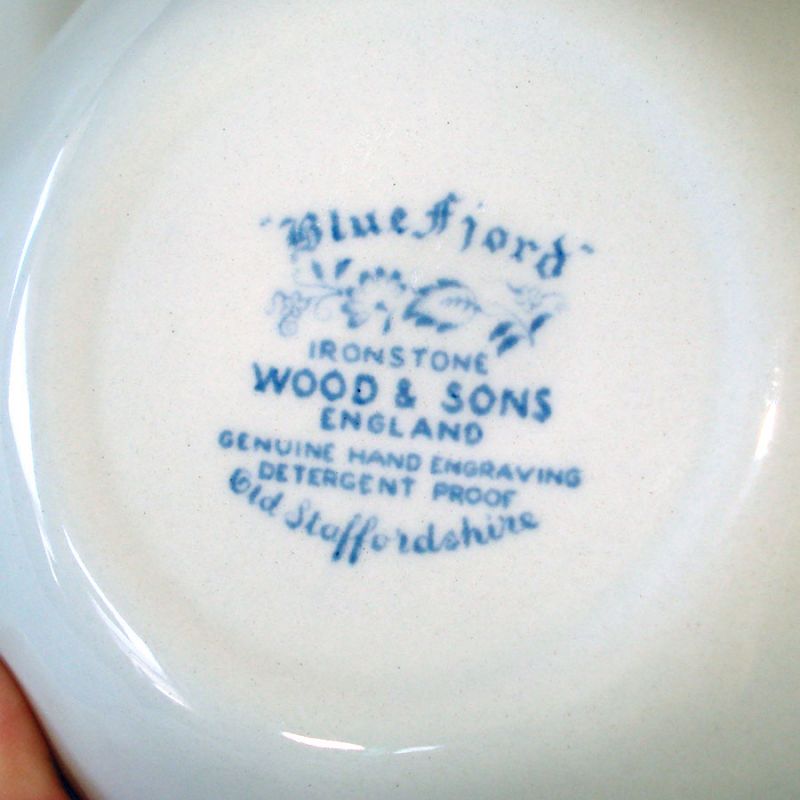 "Blue Fjord"
IRONSTONE
WOOD & SONS
ENGLAND
GENUINE HAND ENGRAVING
DETERGENT PROOF
Old Staffordshire